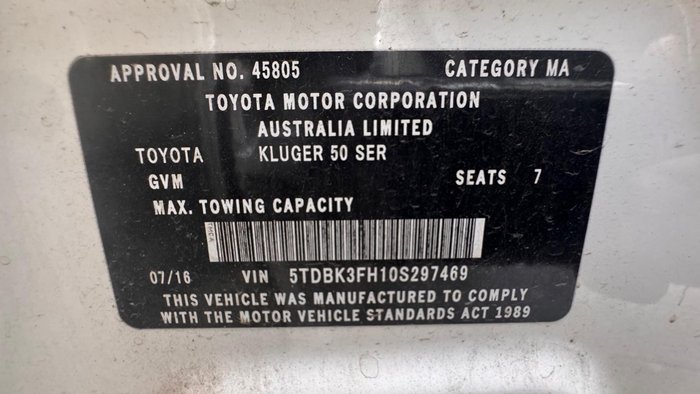 APPROVAL NO. 45805 CATEGORY MA
TOYOTA MOTOR CORPORATION
AUSTRALIA LIMITED
TOYOTA KLUGER 50 SER
GVM SEATS 7
MAX. TOWING CAPACITY
07/16 VIN 5TDBK3FH10S297469
THIS VEHICLE WAS MANUFACTURED TO COMPLY
WITH THE MOTOR VEHICLE STANDARDS ACT 1989